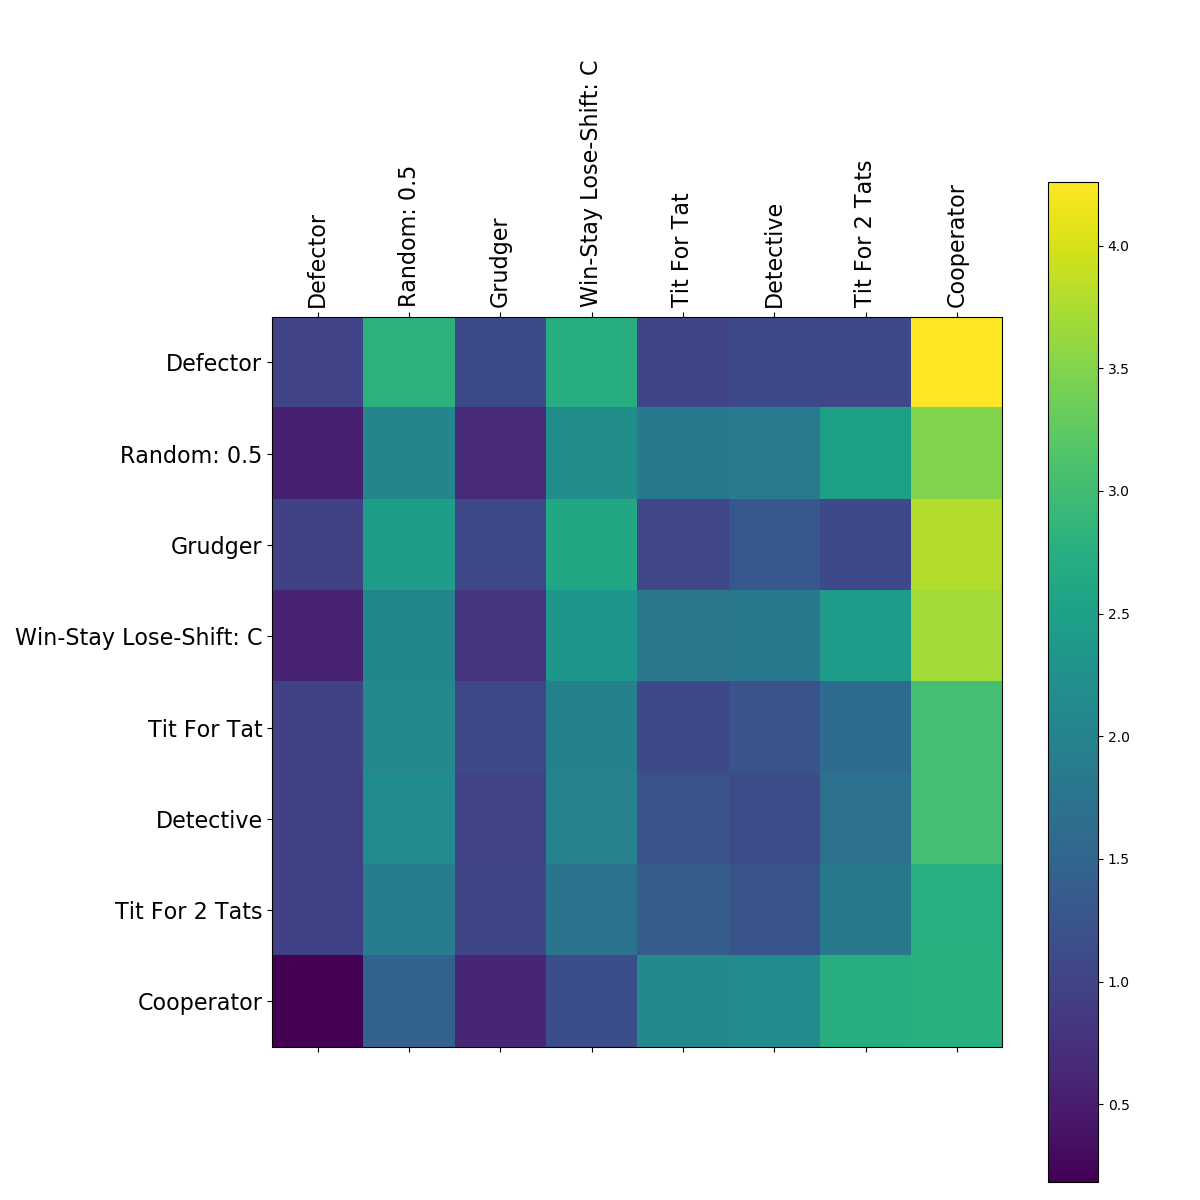 Defector
Random: 0.5
Grudger
Win-Stay Lose-Shift: C
Tit For Tat
Detective
Tit For 2 Tats
Cooperator
Defector
Random: 0.5
Grudger
Win-Stay Lose-Shift: C
Tit For Tat
Detective
Tit For 2 Tats
Cooperator
4.0
3.5
3.0
2.5
2.0
1.5
1.0
0.5